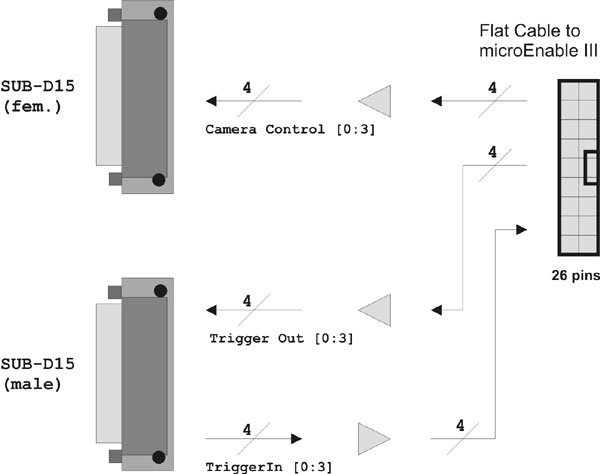 Flat Cable to
microEnable III
SUB-D15
(fem.)
4
4
Camera Control [0:3]
4
26 pins
4
Trigger Out [0:3]
SUB-D15
(male)
4
4
TriggerIn [0:3]